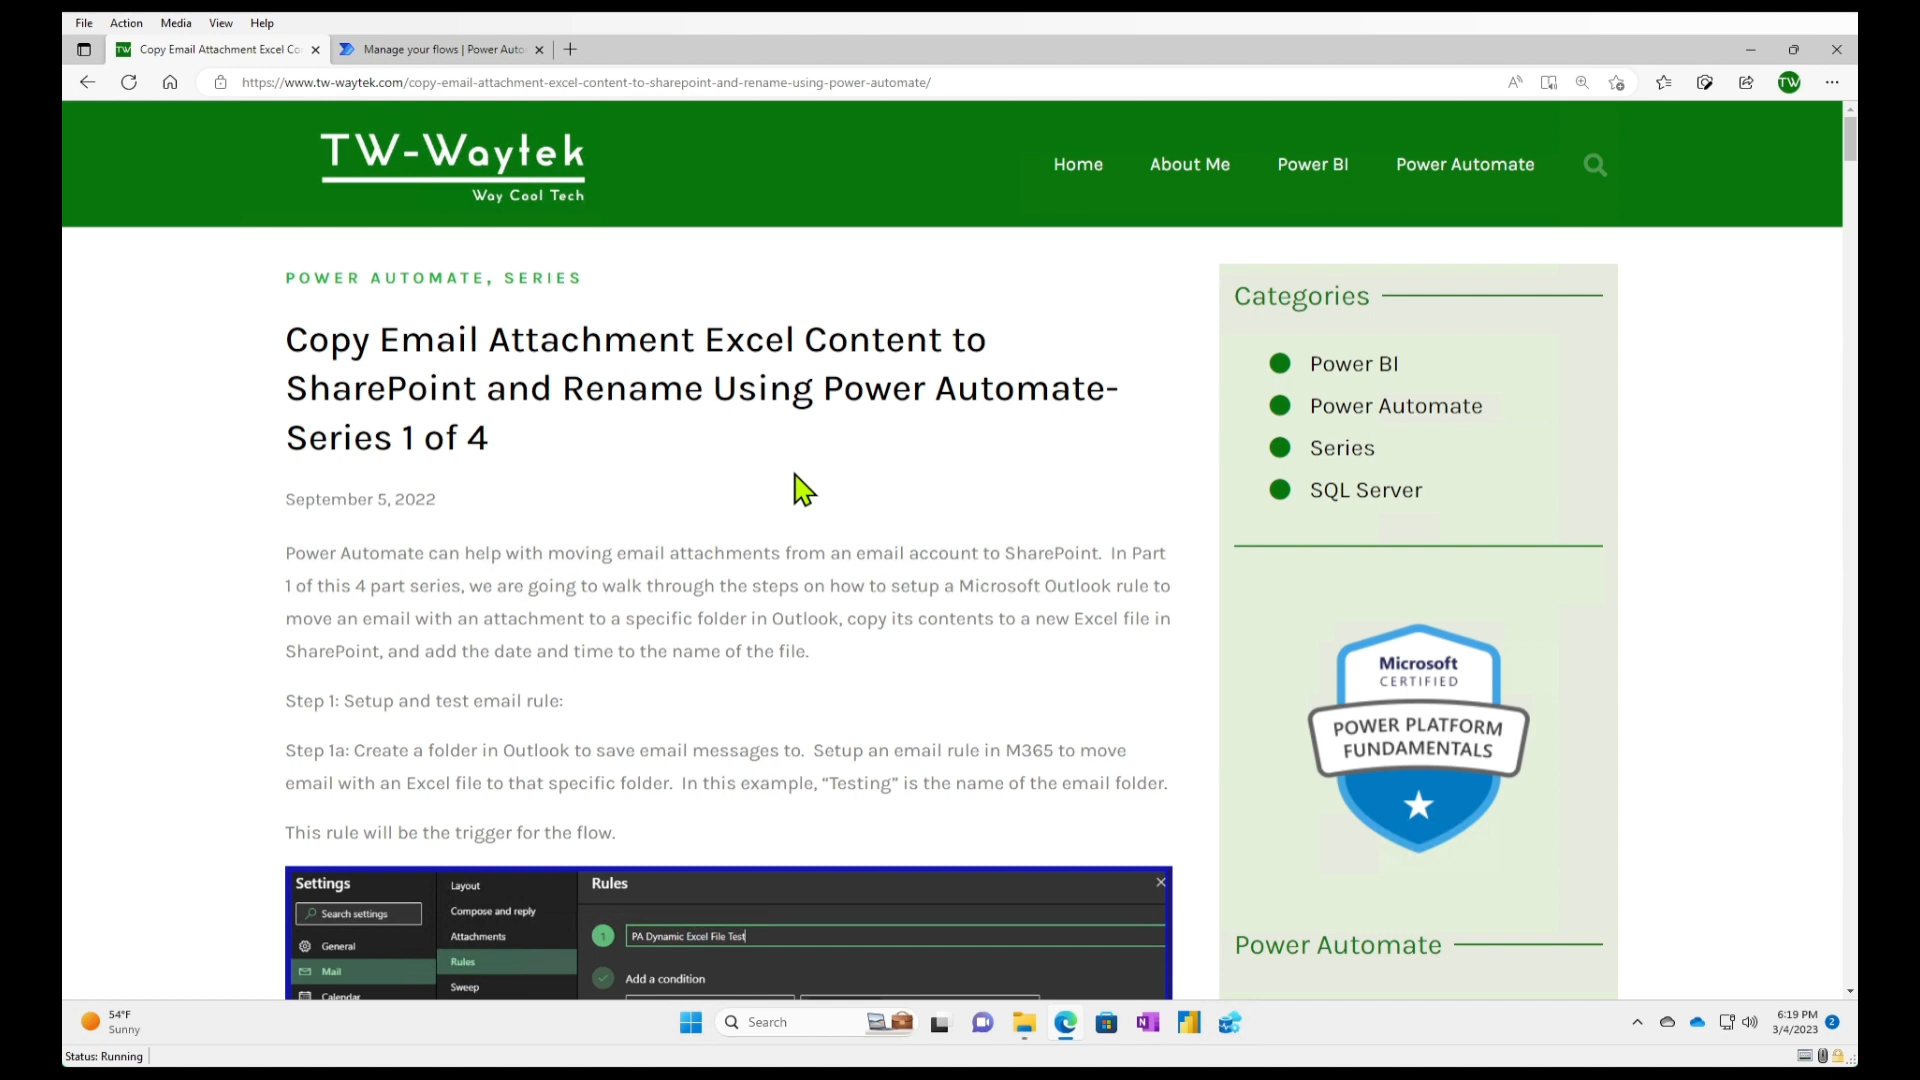 File Action Media View Help
Copy Email Attachment Excel Co
Manage your flows | Power Auto
https://www.tw-waytek.com/copy-email-attachment-excel-content-to-sharepoint-and-rename-using-power-automate/
TW
TW-Waytek
Way Cool Tech
Home About Me Power BI Power Automate
POWER AUTOMATE, SERIES
Copy Email Attachment Excel Content to
SharePoint and Rename Using Power Automate-
Series 1 of 4
September 5, 2022
Power Automate can help with moving email attachments from an email account to SharePoint. In Part
1 of this 4 part series, we are going to walk through the steps on how to setup a Microsoft Outlook rule to
move an email with an attachment to a specific folder in Outlook, copy its contents to a new Excel file in
SharePoint, and add the date and time to the name of the file.
Step 1: Setup and test email rule:
Step 1a: Create a folder in Outlook to save email messages to. Setup an email rule in M365 to move
email with an Excel file to that specific folder. In this example, “Testing” is the name of the email folder.
This rule will be the trigger for the flow.
Settings
Search settings
General
Mail
Calendar
Layout
Compose and reply
Attachments
Rules
Sweep
Rules
1
PA Dynamic Excel File Test
Add a condition
Categories
Power BI
Power Automate
Series
SQL Server
Microsoft
CERTIFIED
POWER PLATFORM
FUNDAMENTALS
Power Automate
54°F
Sunny
Search
6:19 PM
3/4/2023
2
Status: Running